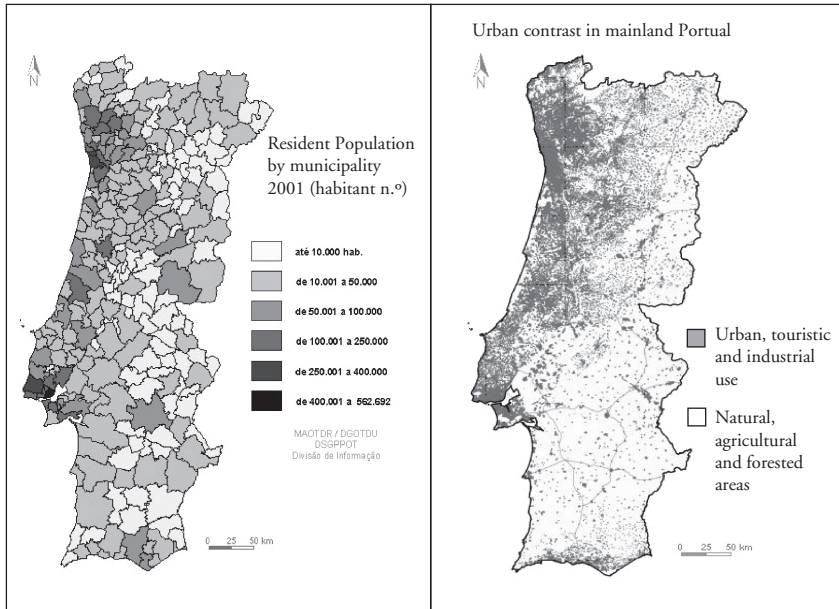 N
Resident Population
by municipality
2001 (habitant n.º)
até 10.000 hab.
de 10.001 a 50.000
de 50.001 a 100.000
de 100.001 a 250.000
de 250.001 a 400.000
de 400.001 a 562.692
MAOTDR / DGOTDU
DSGPPOT
Divisão de Informação
0 25 50 km
Urban contrast in mainland Portual
N
Urban, touristic
and industrial
use
Natural,
agricultural
and forested
areas
0 25 50 km